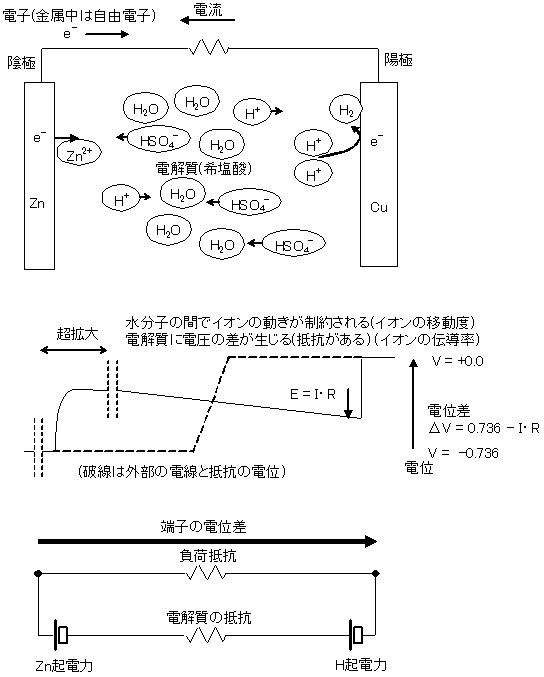 電子(金属中は自由電子)
電流
e⁻
陰極
陽極
H₂O
H₂O
H⁺
H₂
e⁻
HSO₄⁻
H₂O
H⁺
e⁻
Zn²⁺
電解質(希塩酸)
H⁺
H⁺
H₂O
HSO₄⁻
Zn
Cu
H₂O
H₂O
HSO₄⁻
水分子の間でイオンの動きが制約される(イオンの移動度)
超拡大
電解質に電圧の差が生じる(抵抗がある)(イオンの伝導率)
V = +0.0
E = I・R
電位差
ΔV = 0.736 − I・R
V = −0.736
(破線は外部の電線と抵抗の電位)
電位
端子の電位差
負荷抵抗
電解質の抵抗
Zn起電力
H起電力